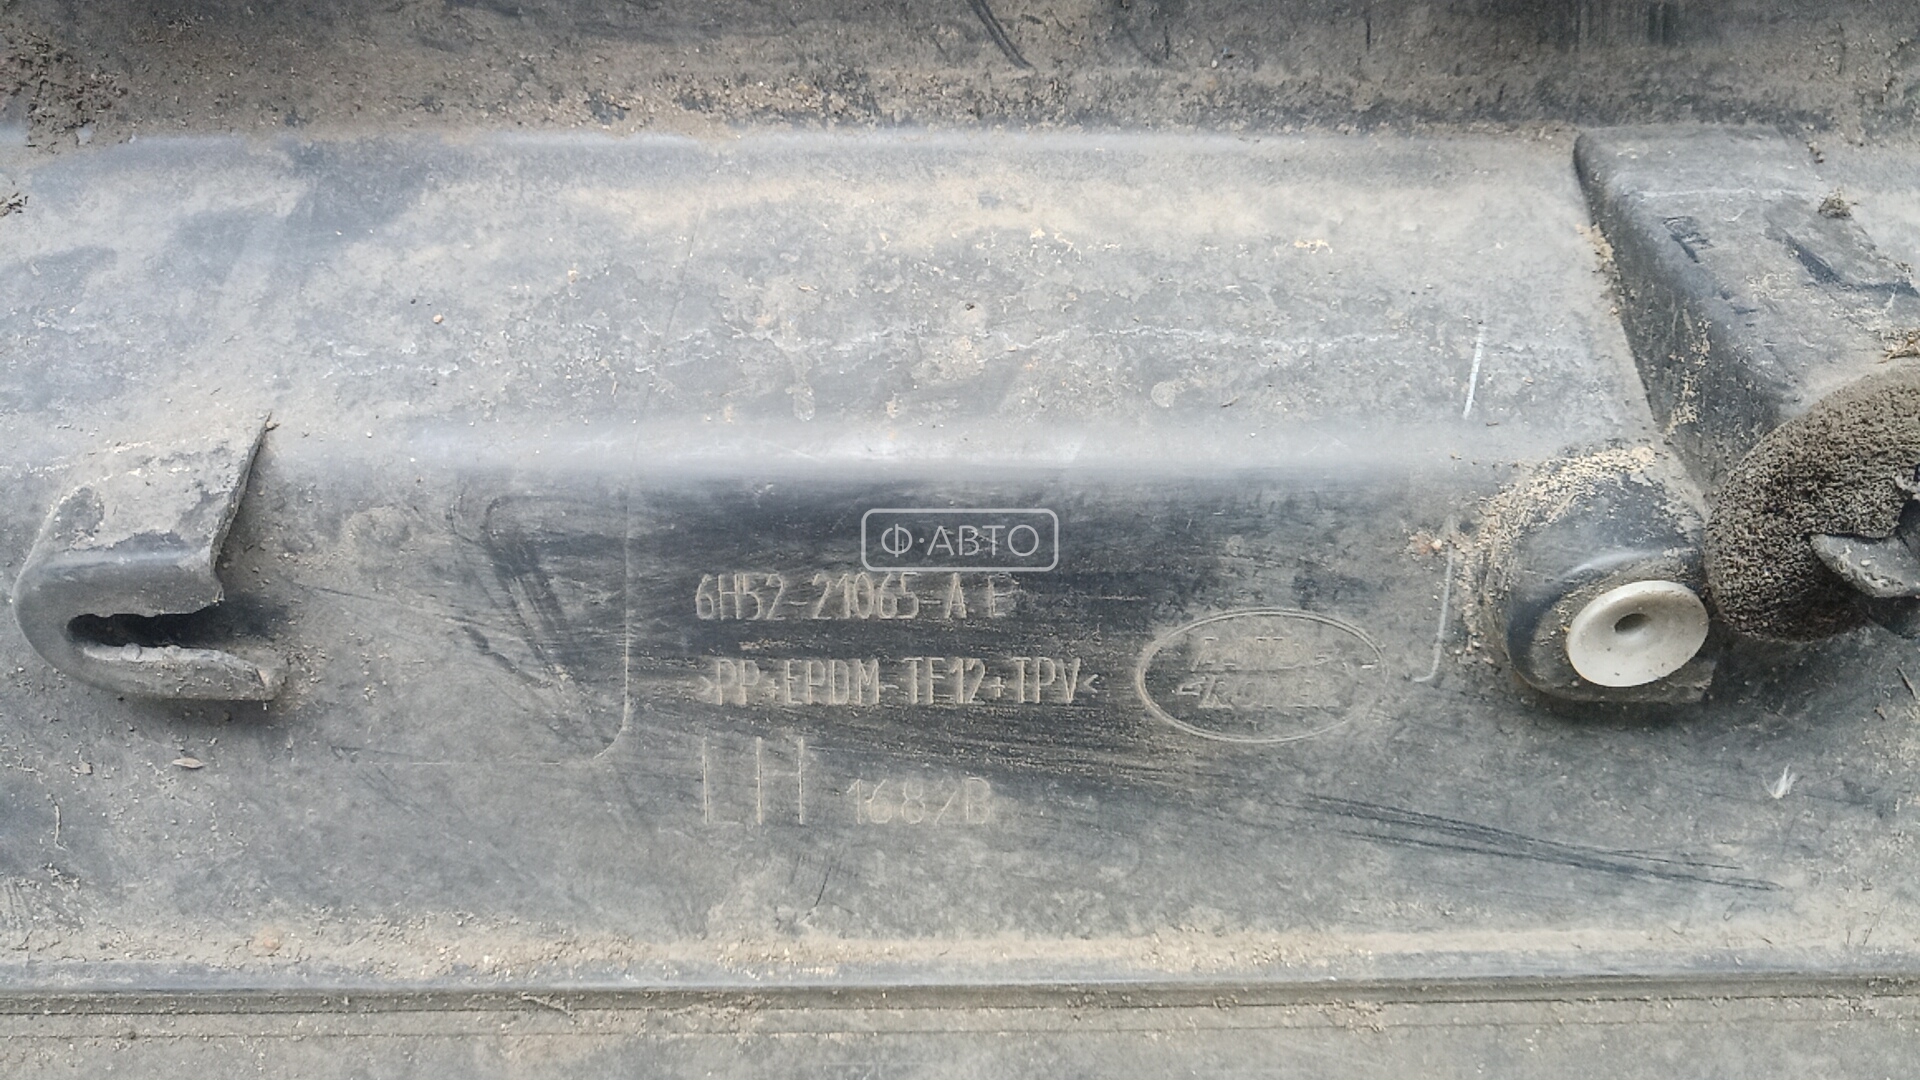 Ф·АВТО
6H52-21065-A E
>PP+EPDM-TF12+TPV<
LH